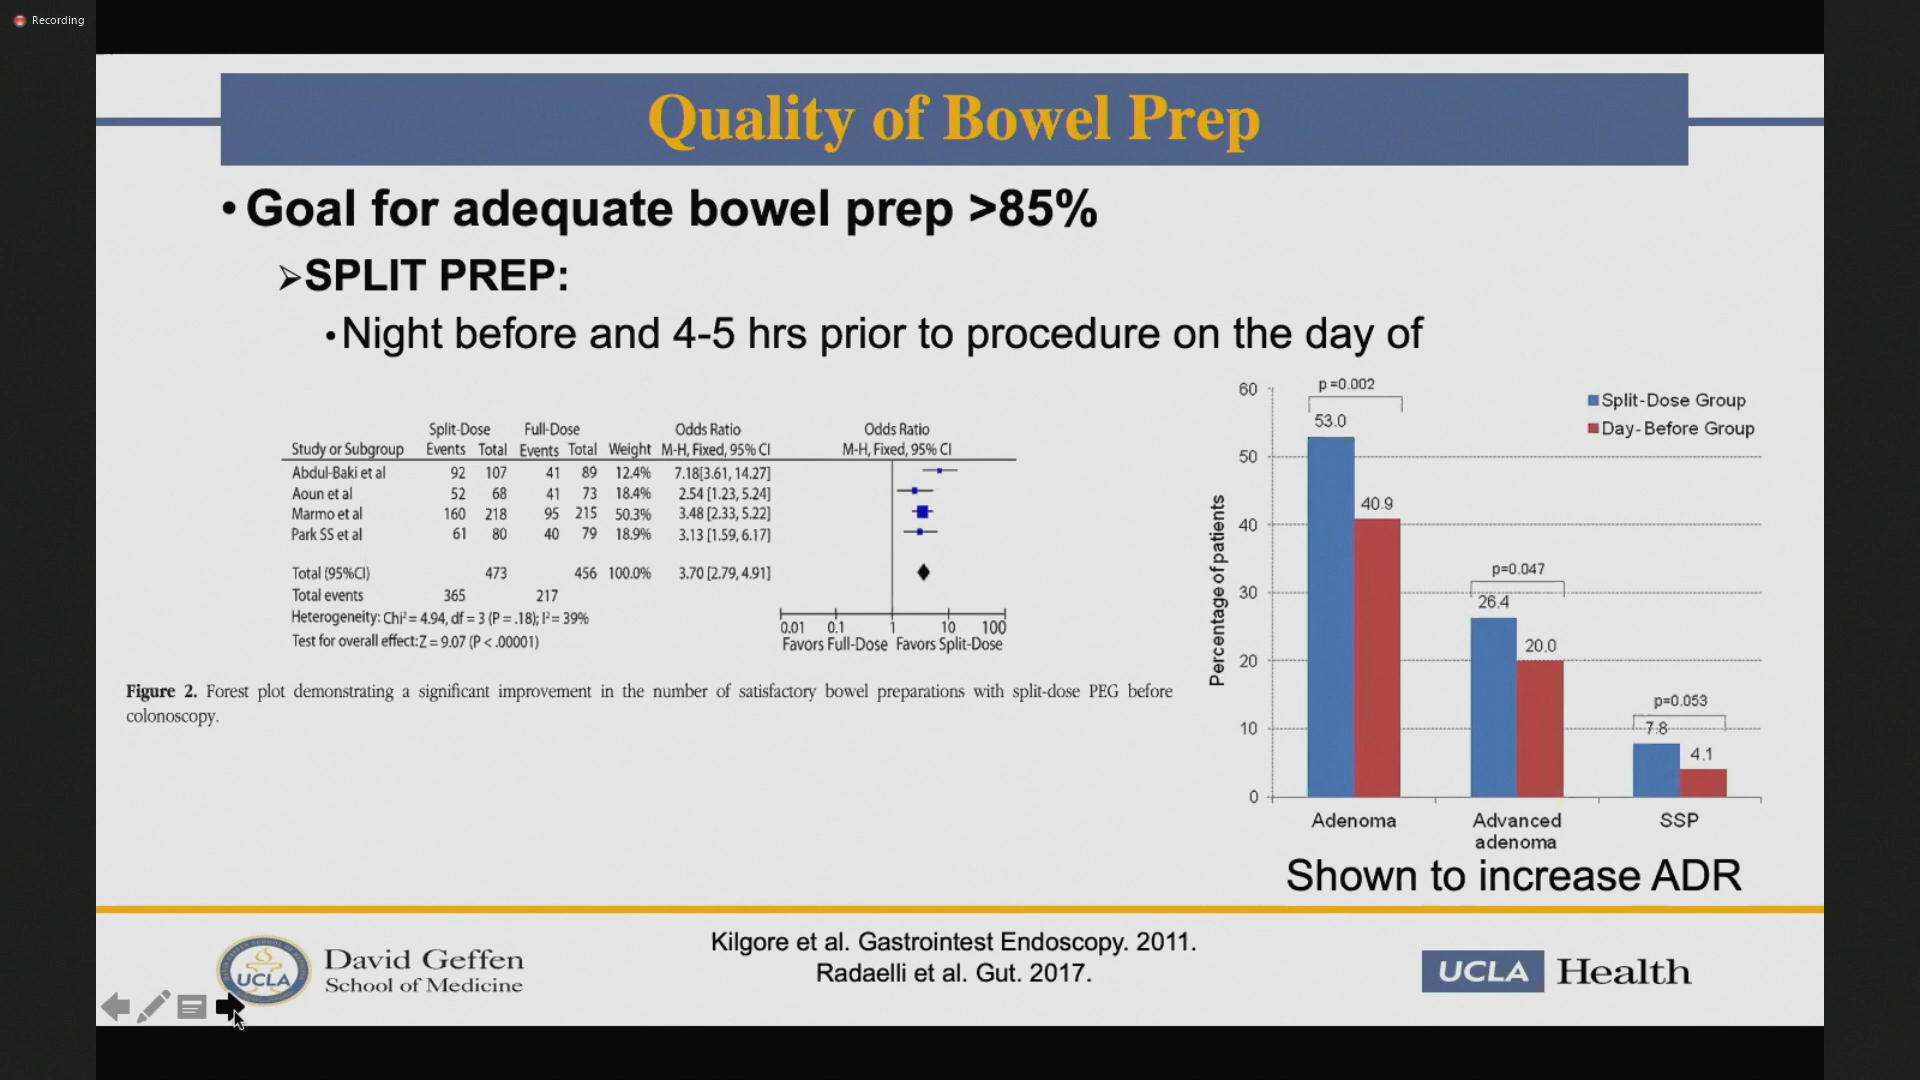 Recording
Quality of Bowel Prep
• Goal for adequate bowel prep >85%
➢SPLIT PREP:
• Night before and 4-5 hrs prior to procedure on the day of
Split-Dose Full-Dose Odds Ratio Odds Ratio
Study or Subgroup Events Total Events Total Weight M-H, Fixed, 95% CI M-H, Fixed, 95% CI
Abdul-Baki et al 92 107 41 89 12.4% 7.18[3.61, 14.27]
Aoun et al 52 68 41 73 18.4% 2.54 [1.23, 5.24]
Marmo et al 160 218 95 215 50.3% 3.48 [2.33, 5.22]
Park SS et al 61 80 40 79 18.9% 3.13 [1.59, 6.17]
Total (95%CI) 473 456 100.0% 3.70 [2.79, 4.91]
Total events 365 217
Heterogeneity: Chi² = 4.94, df = 3 (P = .18); I² = 39%
Test for overall effect:Z = 9.07 (P < .00001)
0.01 0.1 1 10 100
Favors Full-Dose Favors Split-Dose
Figure 2. Forest plot demonstrating a significant improvement in the number of satisfactory bowel preparations with split-dose PEG before
colonoscopy.
Percentage of patients
60
50
40
30
20
10
0
Split-Dose Group
Day-Before Group
p =0.002
53.0
40.9
p=0.047
26.4
20.0
p=0.053
7.8
4.1
Adenoma
Advanced
adenoma
SSP
Shown to increase ADR
UCLA
David Geffen
School of Medicine
Kilgore et al. Gastrointest Endoscopy. 2011.
Radaelli et al. Gut. 2017.
UCLA Health